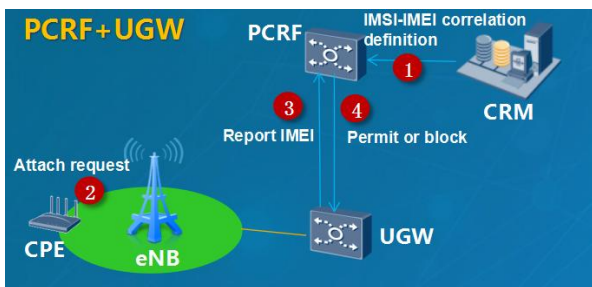 PCRF+UGW
PCRF
IMSI-IMEI correlation
definition
1
CRM
3
4
Report IMEI
Permit or block
Attach request
2
CPE
eNB
UGW